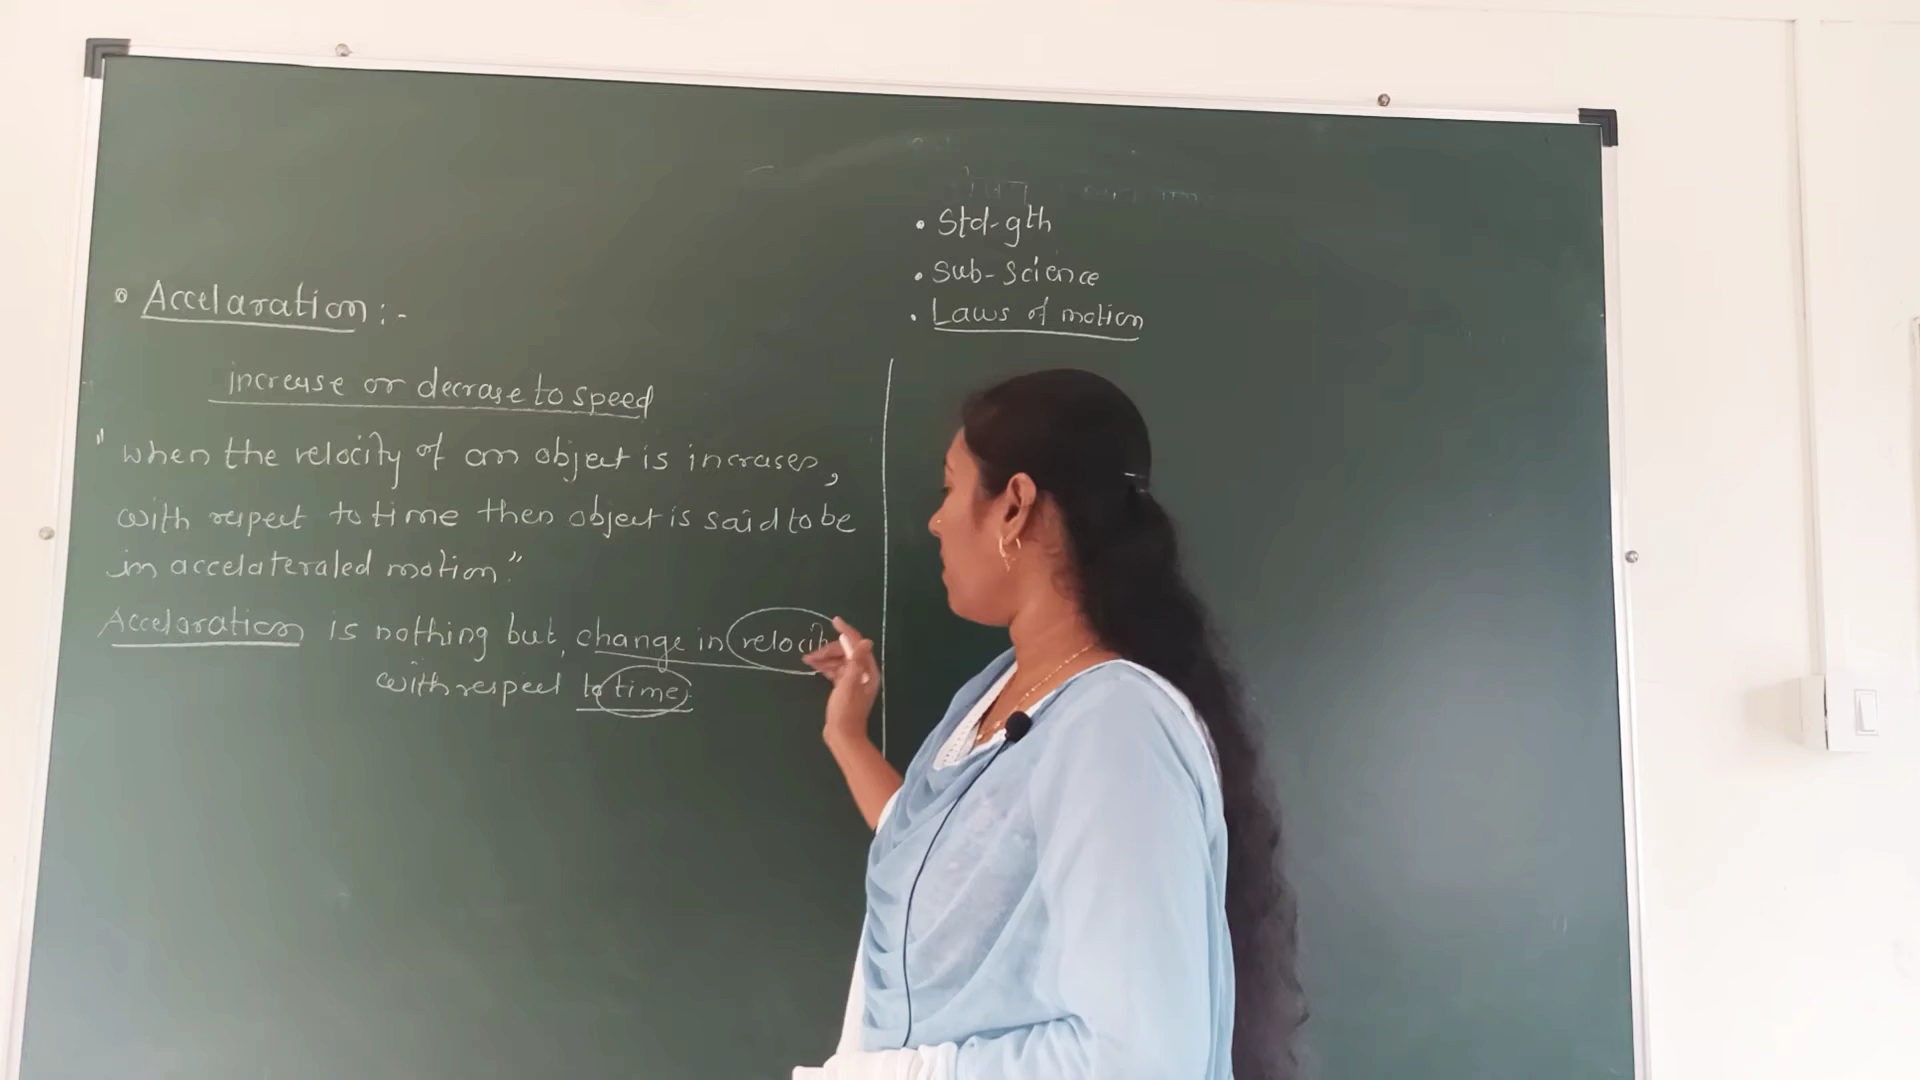 • Std-9th
• Sub-Science
• Laws of motion
• Accelaration :-
increase or decrase to speed
"when the velocity of an object is increases,
with respect to time then object is said to be
in accelateraled motion."
Accelaration is nothing but, change in velocity
with respect to time.